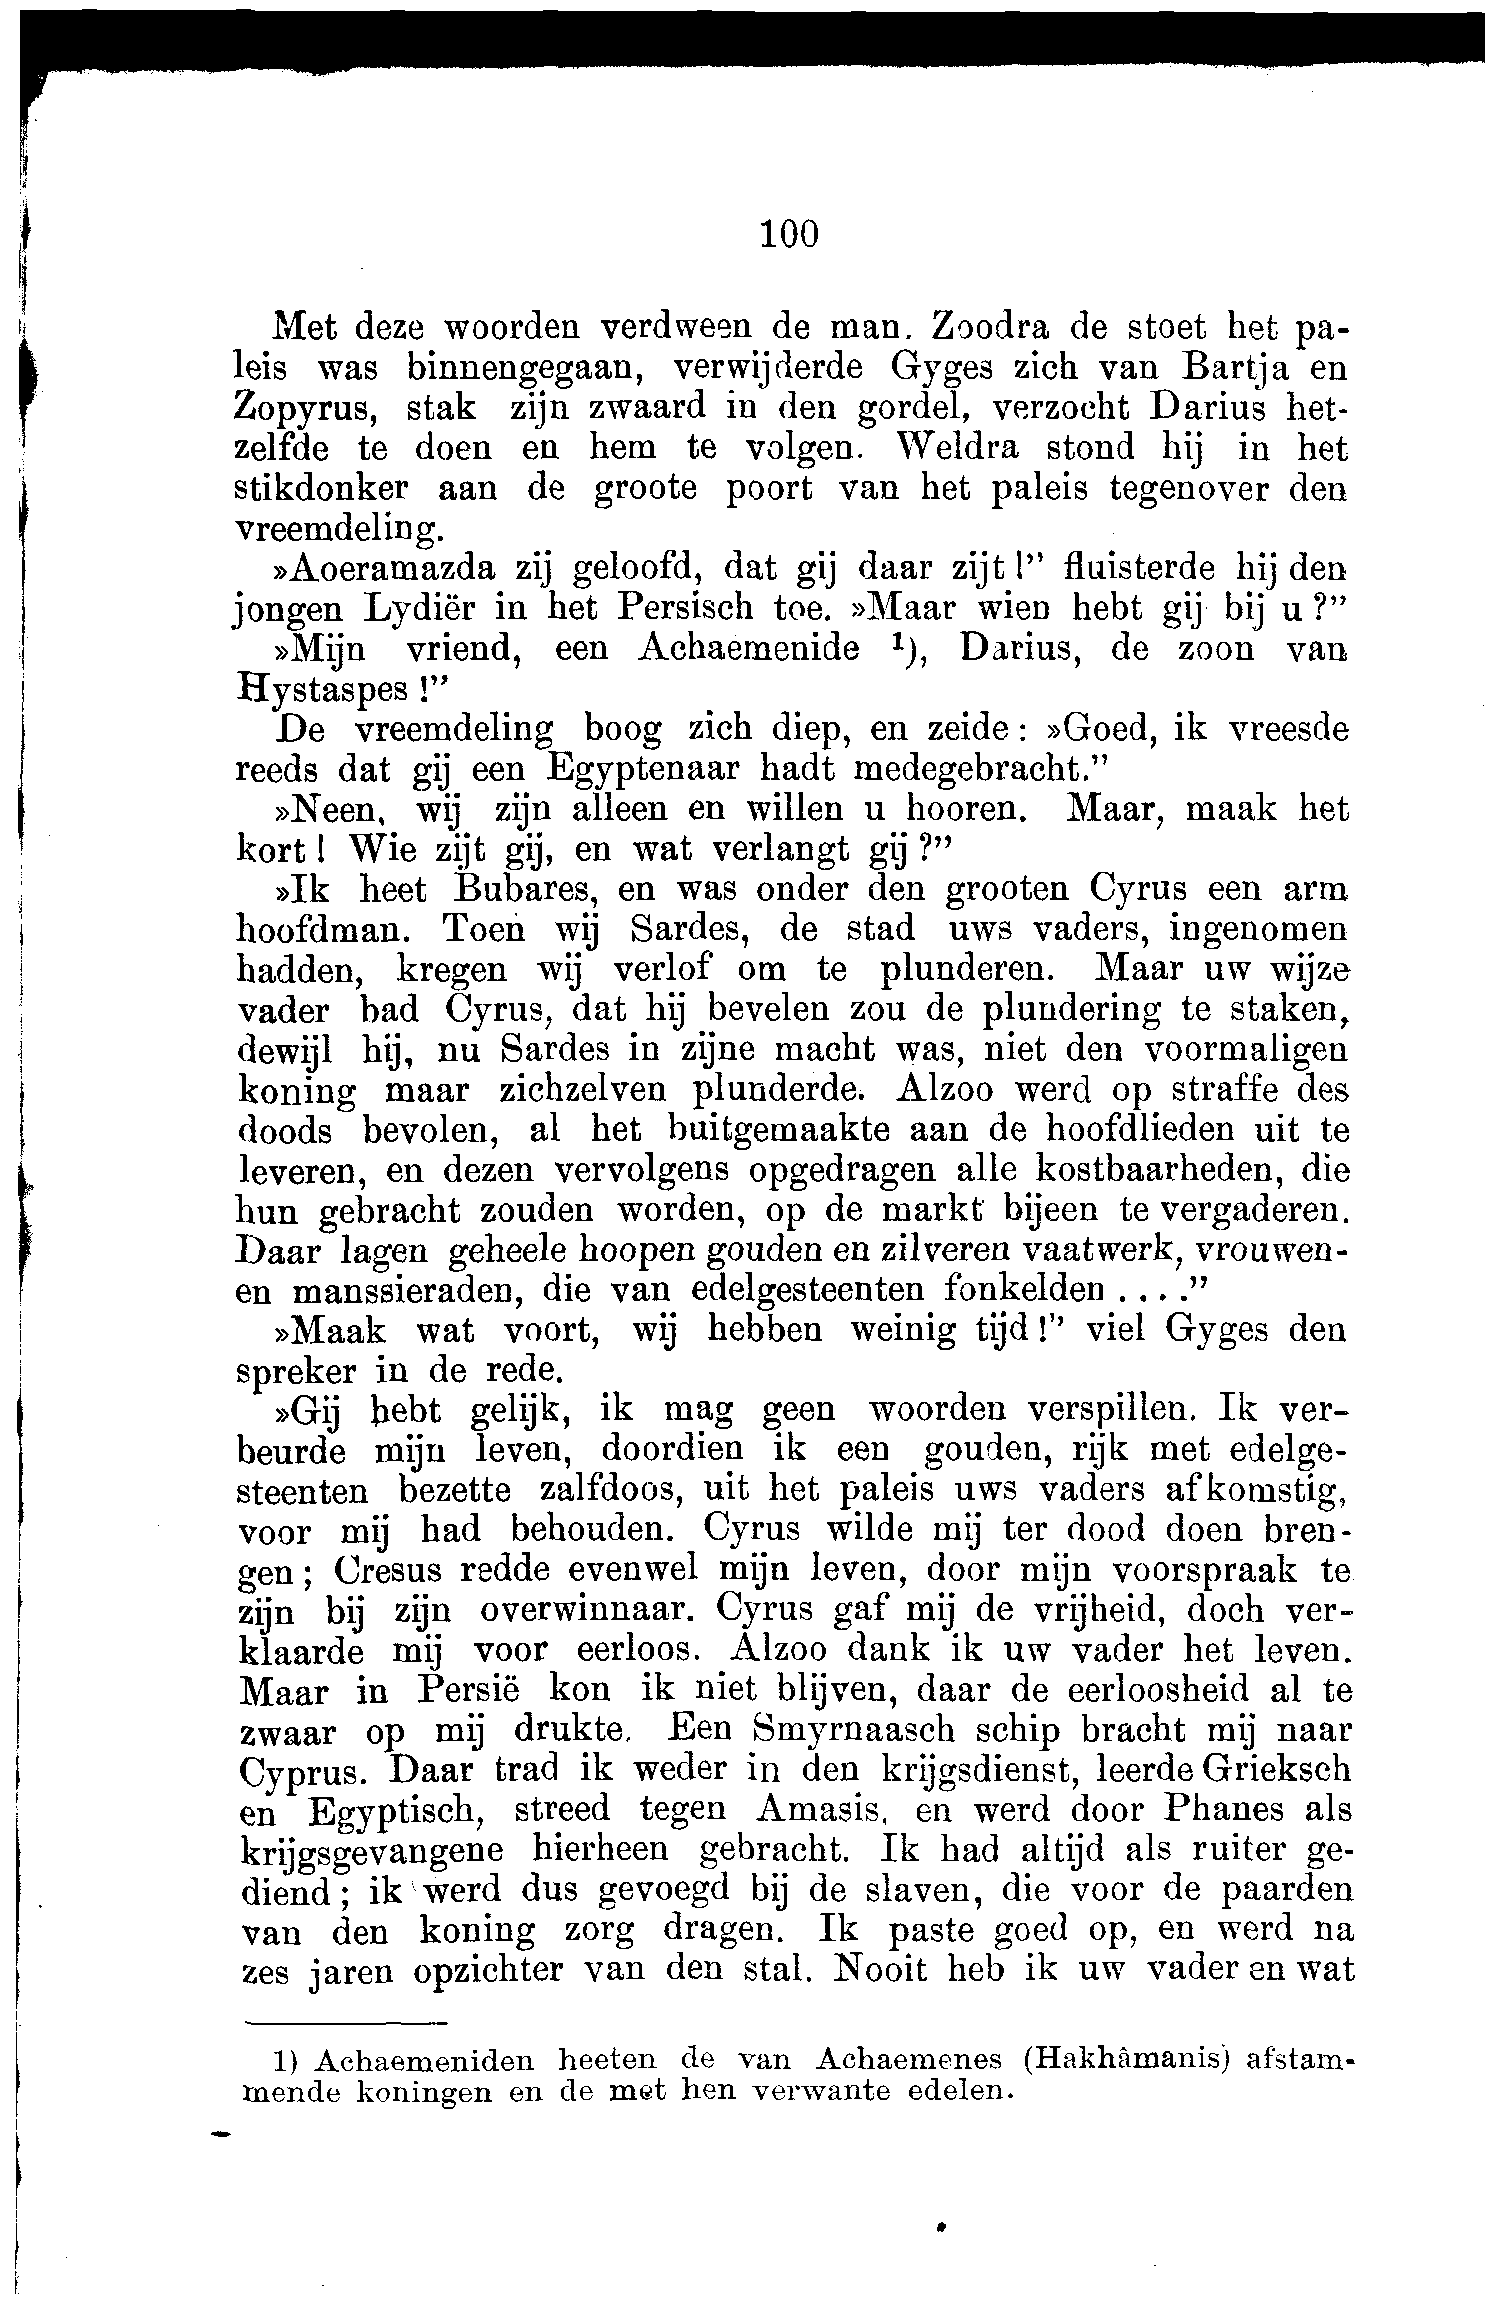 100
Met deze woorden verdween de man. Zoodra de stoet het pa-
leis was binnengegaan, verwijderde Gyges zich van Bartja en
Zopyrus, stak zijn zwaard in den gordel, verzocht Darius het-
zelfde te doen en hem te volgen. Weldra stond hij in het
stikdonker aan de groote poort van het paleis tegenover den
vreemdeling.
»Aoeramazda zij geloofd, dat gij daar zijt!” fluisterde hij den
jongen Lydiër in het Persisch toe. »Maar wien hebt gij bij u?”
»Mijn vriend, een Achaemenide ¹), Darius, de zoon van
Hystaspes!”
De vreemdeling boog zich diep, en zeide: »Goed, ik vreesde
reeds dat gij een Egyptenaar hadt medegebracht.”
»Neen, wij zijn alleen en willen u hooren. Maar, maak het
kort! Wie zijt gij, en wat verlangt gij?”
»Ik heet Bubares, en was onder den grooten Cyrus een arm
hoofdman. Toen wij Sardes, de stad uws vaders, ingenomen
hadden, kregen wij verlof om te plunderen. Maar uw wijze
vader bad Cyrus, dat hij bevelen zou de plundering te staken,
dewijl hij, nu Sardes in zijne macht was, niet den voormaligen
koning maar zichzelven plunderde. Alzoo werd op straffe des
doods bevolen, al het buitgemaakte aan de hoofdlieden uit te
leveren, en dezen vervolgens opgedragen alle kostbaarheden, die
hun gebracht zouden worden, op de markt bijeen te vergaderen.
Daar lagen geheele hoopen gouden en zilveren vaatwerk, vrouwen-
en manssieraden, die van edelgesteenten fonkelden . . . .”
»Maak wat voort, wij hebben weinig tijd!” viel Gyges den
spreker in de rede.
»Gij hebt gelijk, ik mag geen woorden verspillen. Ik ver-
beurde mijn leven, doordien ik een gouden, rijk met edelge-
steenten bezette zalfdoos, uit het paleis uws vaders afkomstig,
voor mij had behouden. Cyrus wilde mij ter dood doen bren-
gen; Cresus redde evenwel mijn leven, door mijn voorspraak te
zijn bij zijn overwinnaar. Cyrus gaf mij de vrijheid, doch ver-
klaarde mij voor eerloos. Alzoo dank ik uw vader het leven.
Maar in Persië kon ik niet blijven, daar de eerloosheid al te
zwaar op mij drukte. Een Smyrnaasch schip bracht mij naar
Cyprus. Daar trad ik weder in den krijgsdienst, leerde Grieksch
en Egyptisch, streed tegen Amasis, en werd door Phanes als
krijgsgevangene hierheen gebracht. Ik had altijd als ruiter ge-
diend; ik werd dus gevoegd bij de slaven, die voor de paarden
van den koning zorg dragen. Ik paste goed op, en werd na
zes jaren opzichter van den stal. Nooit heb ik uw vader en wat
1) Achaemeniden heeten de van Achaemenes (Hakhâmanis) afstam-
mende koningen en de met hen verwante edelen.